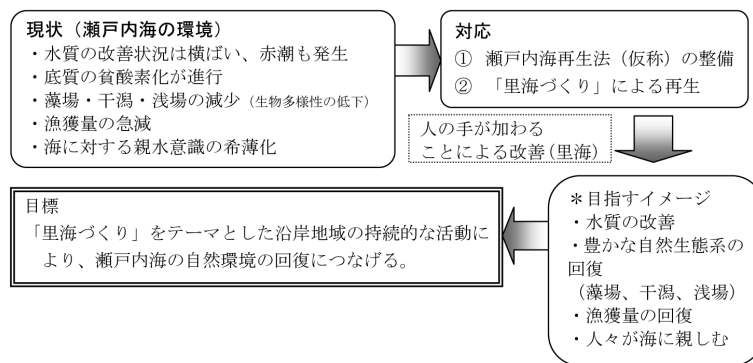 現状（瀬戸内海の環境）
・水質の改善状況は横ばい、赤潮も発生
・底質の貧酸素化が進行
・藻場・干潟・浅場の減少（生物多様性の低下）
・漁獲量の急減
・海に対する親水意識の希薄化
対応
① 瀬戸内海再生法（仮称）の整備
② 「里海づくり」による再生
人の手が加わる
ことによる改善(里海)
＊目指すイメージ
・水質の改善
・豊かな自然生態系の
回復
（藻場、干潟、浅場）
・漁獲量の回復
・人々が海に親しむ
目標
「里海づくり」をテーマとした沿岸地域の持続的な活動に
より、瀬戸内海の自然環境の回復につなげる。